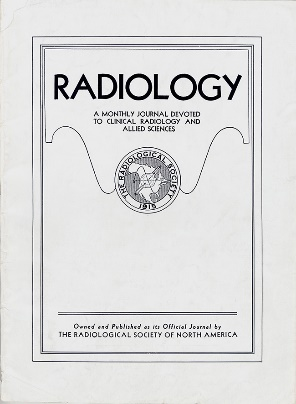 RADIOLOGY
A MONTHLY JOURNAL DEVOTED
TO CLINICAL RADIOLOGY AND
ALLIED SCIENCES
THE RADIOLOGICAL SOCIETY
1915
Owned and Published as its Official Journal by
THE RADIOLOGICAL SOCIETY OF NORTH AMERICA